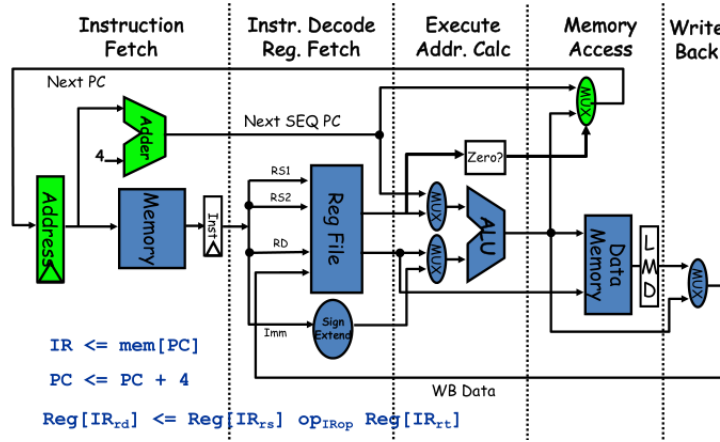 Instruction Fetch
Instr. Decode Reg. Fetch
Execute Addr. Calc
Memory Access
Write Back
Next PC
MUX
Adder
Next SEQ PC
4
Zero?
RS1
RS2
RD
Reg File
MUX
MUX
ALU
Address
Memory
Inst
Data Memory
L
M
D
MUX
Imm
Sign
Extend
WB Data
IR <= mem[PC]
PC <= PC + 4
Reg[IRrd] <= Reg[IRrs] opIRop Reg[IRrt]